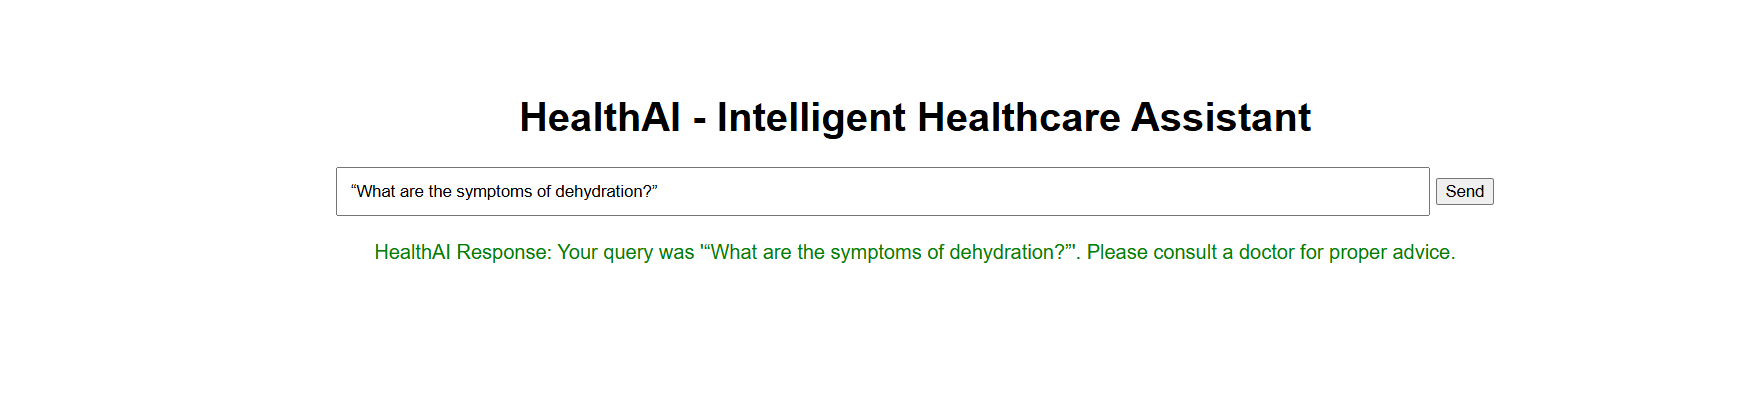 HealthAI - Intelligent Healthcare Assistant
“What are the symptoms of dehydration?” Send
HealthAI Response: Your query was '“What are the symptoms of dehydration?”'. Please consult a doctor for proper advice.